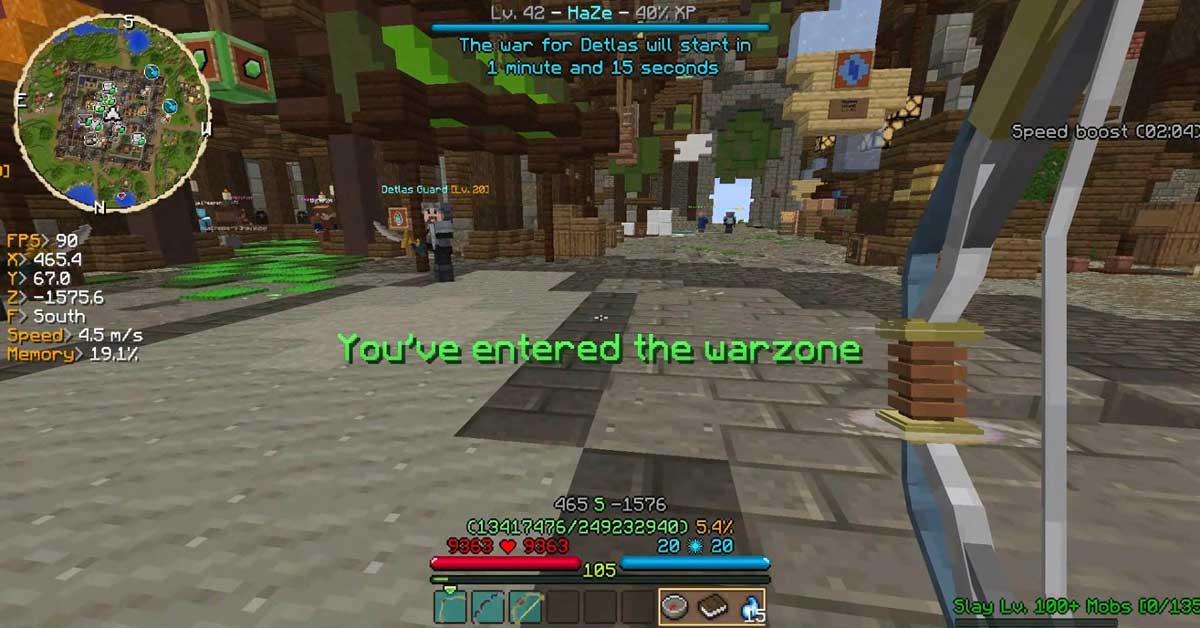 Lv. 42 – HaZe – 40% XP
The war for Detlas will start in
1 minute and 15 seconds
S
E
W
N
Speed boost (02:04)
Detlas Guard [Lv. 20]
FPS> 90
X> 465.4
Y> 67.0
Z> -1575.6
F> South
Speed> 4.5 m/s
Memory> 19.1%
You've entered the warzone
465 S -1576
(13417476/249232940) 5.4%
9363 ♥ 9363
20 ✺ 20
105
15
Slay Lv. 100+ Mobs [0/135